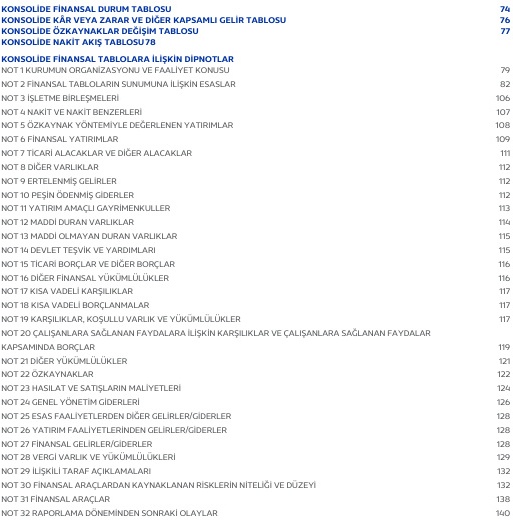 KONSOLİDE FİNANSAL DURUM TABLOSU 74
KONSOLİDE KÂR VEYA ZARAR VE DİĞER KAPSAMLI GELİR TABLOSU 76
KONSOLİDE ÖZKAYNAKLAR DEĞİŞİM TABLOSU 77
KONSOLİDE NAKİT AKIŞ TABLOSU78
KONSOLİDE FİNANSAL TABLOLARA İLİŞKİN DİPNOTLAR
NOT 1 KURUMUN ORGANİZASYONU VE FAALİYET KONUSU 79
NOT 2 FİNANSAL TABLOLARIN SUNUMUNA İLİŞKİN ESASLAR 82
NOT 3 İŞLETME BİRLEŞMELERİ 106
NOT 4 NAKİT VE NAKİT BENZERLERİ 107
NOT 5 ÖZKAYNAK YÖNTEMİYLE DEĞERLENEN YATIRIMLAR 108
NOT 6 FİNANSAL YATIRIMLAR 109
NOT 7 TİCARİ ALACAKLAR VE DİĞER ALACAKLAR 111
NOT 8 DİĞER VARLIKLAR 112
NOT 9 ERTELENMİŞ GELİRLER 112
NOT 10 PEŞİN ÖDENMİŞ GİDERLER 112
NOT 11 YATIRIM AMAÇLI GAYRİMENKULLER 113
NOT 12 MADDİ DURAN VARLIKLAR 114
NOT 13 MADDİ OLMAYAN DURAN VARLIKLAR 115
NOT 14 DEVLET TEŞVİK VE YARDIMLARI 115
NOT 15 TİCARİ BORÇLAR VE DİĞER BORÇLAR 116
NOT 16 DİĞER FİNANSAL YÜKÜMLÜLÜKLER 116
NOT 17 KISA VADELİ KARŞILIKLAR 117
NOT 18 KISA VADELİ BORÇLANMALAR 117
NOT 19 KARŞILIKLAR, KOŞULLU VARLIK VE YÜKÜMLÜLÜKLER 117
NOT 20 ÇALIŞANLARA SAĞLANAN FAYDALARA İLİŞKİN KARŞILIKLAR VE ÇALIŞANLARA SAĞLANAN FAYDALAR
KAPSAMINDA BORÇLAR 119
NOT 21 DİĞER YÜKÜMLÜLÜKLER 121
NOT 22 ÖZKAYNAKLAR 122
NOT 23 HASILAT VE SATIŞLARIN MALİYETLERİ 124
NOT 24 GENEL YÖNETİM GİDERLERİ 126
NOT 25 ESAS FAALİYETLERDEN DİĞER GELİRLER/GİDERLER 128
NOT 26 YATIRIM FAALİYETLERİNDEN GELİRLER/GİDERLER 128
NOT 27 FİNANSAL GELİRLER/GİDERLER 128
NOT 28 VERGİ VARLIK VE YÜKÜMLÜLÜKLERİ 129
NOT 29 İLİŞKİLİ TARAF AÇIKLAMALARI 132
NOT 30 FİNANSAL ARAÇLARDAN KAYNAKLANAN RİSKLERİN NİTELİĞİ VE DÜZEYİ 132
NOT 31 FİNANSAL ARAÇLAR 138
NOT 32 RAPORLAMA DÖNEMİNDEN SONRAKİ OLAYLAR 140